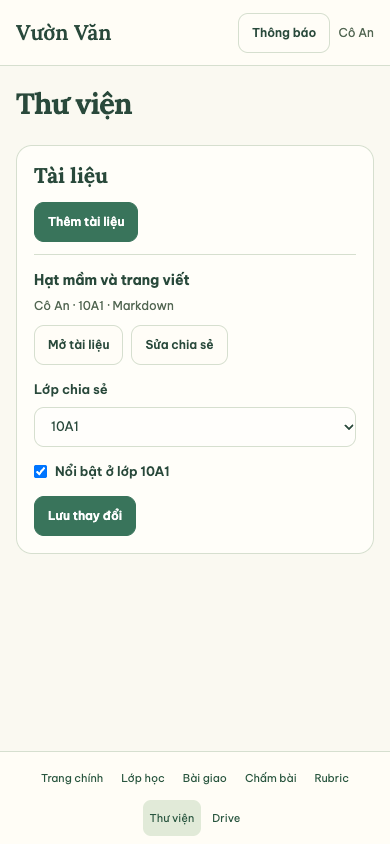 Vườn Văn
Thông báo
Cô An
Thư viện
Tài liệu
Thêm tài liệu
Hạt mầm và trang viết
Cô An · 10A1 · Markdown
Mở tài liệu
Sửa chia sẻ
Lớp chia sẻ
10A1
Nổi bật ở lớp 10A1
Lưu thay đổi
Trang chính
Lớp học
Bài giao
Chấm bài
Rubric
Thư viện
Drive